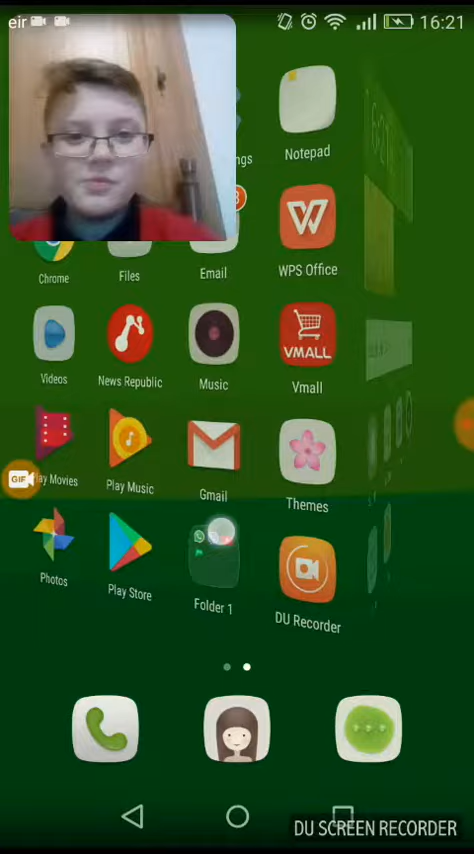 eir 16:21
ngs
Notepad
Chrome
Files
Email
WPS Office
Videos
News Republic
Music
VMALL
Vmall
lay Movies
Play Music
Gmail
Themes
GIF
Photos
Play Store
Folder 1
DU Recorder
DU SCREEN RECORDER